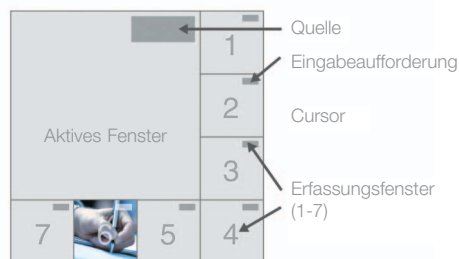 Quelle
1
Eingabeaufforderung
2
Cursor
Aktives Fenster
3
Erfassungsfenster
(1-7)
7
6
5
4